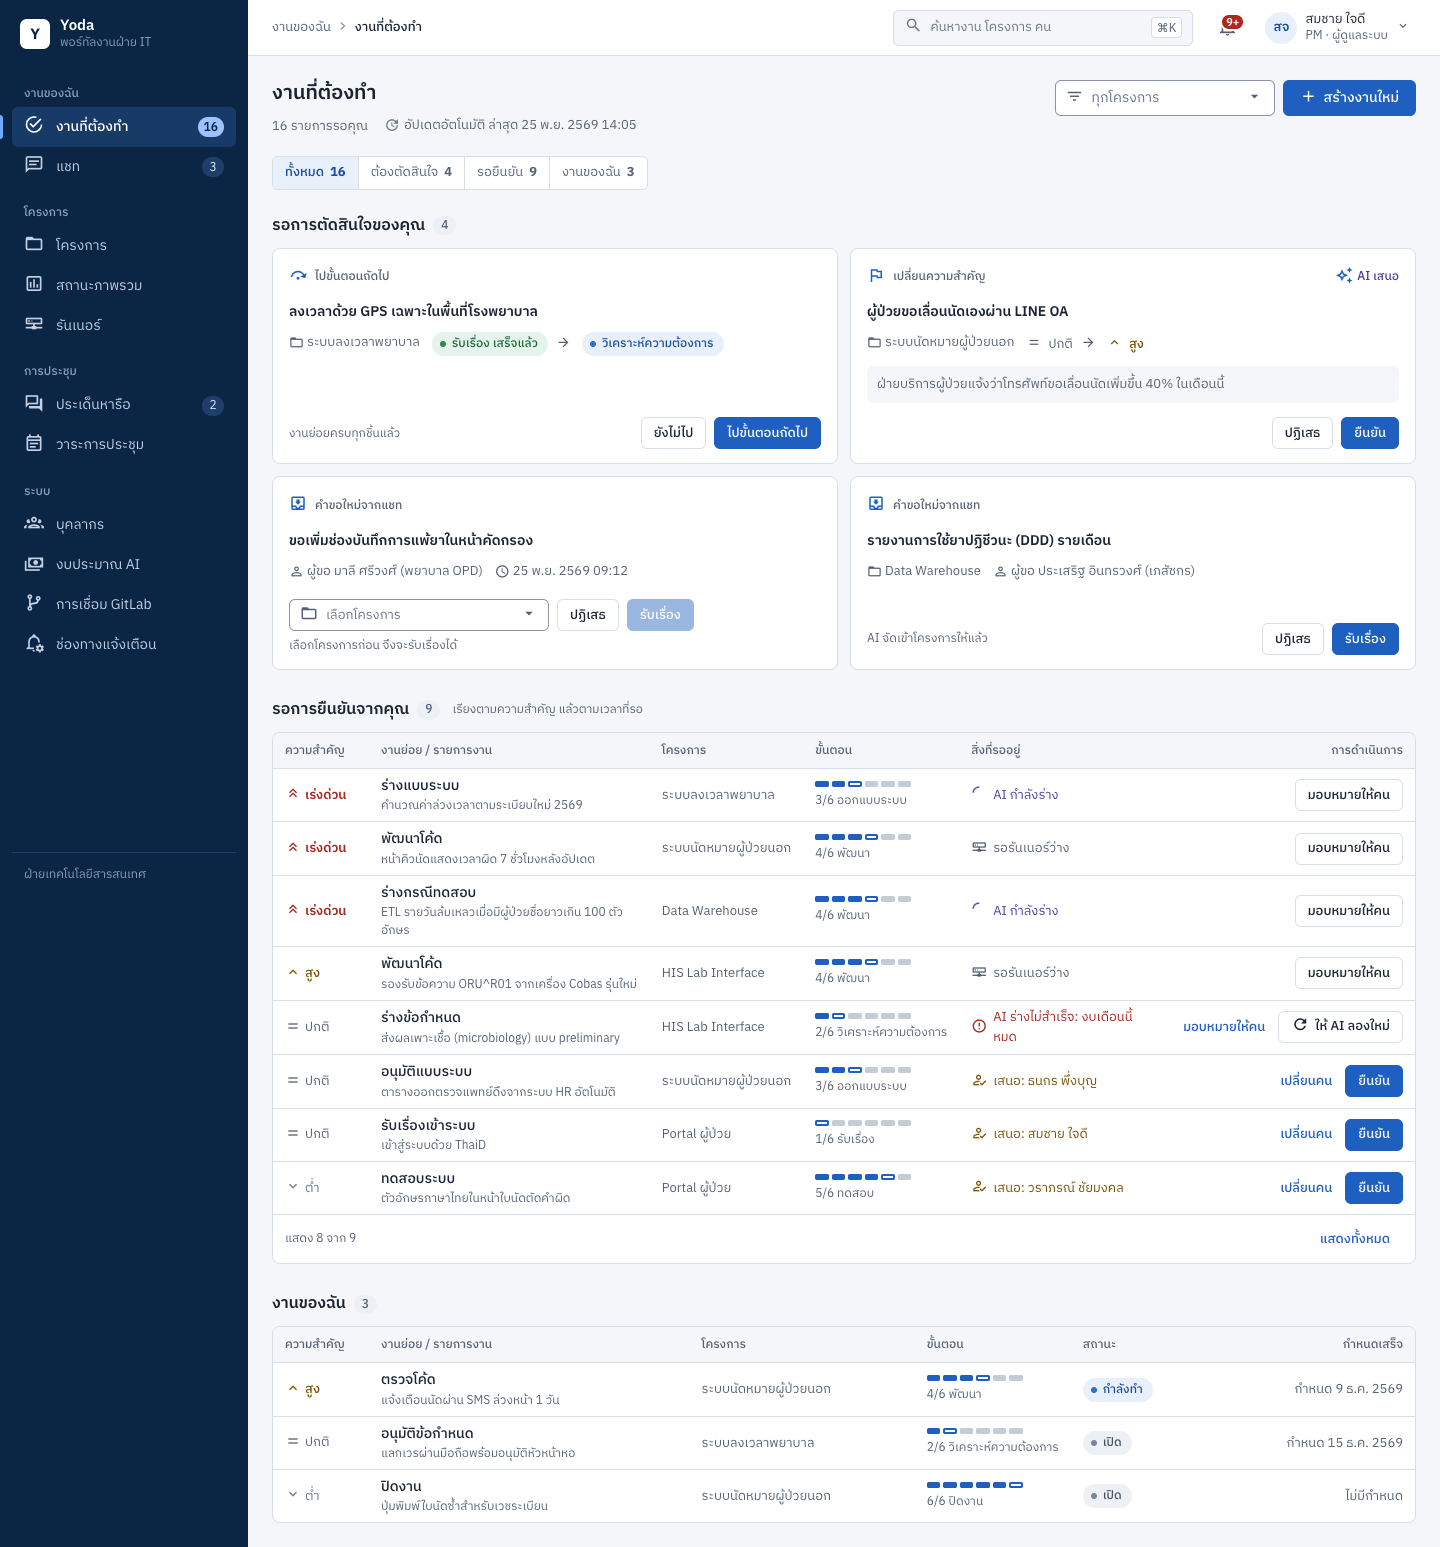 Y
Yoda
พอร์ทัลงานฝ่าย IT
งานของฉัน
งานที่ต้องทำ 16
แชท 3
โครงการ
โครงการ
สถานะภาพรวม
รันเนอร์
การประชุม
ประเด็นหารือ 2
วาระการประชุม
ระบบ
บุคลากร
งบประมาณ AI
การเชื่อม GitLab
ช่องทางแจ้งเตือน
ฝ่ายเทคโนโลยีสารสนเทศ
งานของฉัน > งานที่ต้องทำ
ค้นหางาน โครงการ คน ⌘K
9+
สจ
สมชาย ใจดี
PM · ผู้ดูแลระบบ
งานที่ต้องทำ
16 รายการรอคุณ อัปเดตอัตโนมัติ ล่าสุด 25 พ.ย. 2569 14:05
ทุกโครงการ
+ สร้างงานใหม่
ทั้งหมด 16 ต้องตัดสินใจ 4 รอยืนยัน 9 งานของฉัน 3
รอการตัดสินใจของคุณ 4
ไปขั้นตอนถัดไป
ลงเวลาด้วย GPS เฉพาะในพื้นที่โรงพยาบาล
ระบบลงเวลาพยาบาล รับเรื่อง เสร็จแล้ว → วิเคราะห์ความต้องการ
งานย่อยครบทุกชิ้นแล้ว ยังไม่ไป ไปขั้นตอนถัดไป
เปลี่ยนความสำคัญ AI เสนอ
ผู้ป่วยขอเลื่อนนัดเองผ่าน LINE OA
ระบบนัดหมายผู้ป่วยนอก = ปกติ → สูง
ฝ่ายบริการผู้ป่วยแจ้งว่าโทรศัพท์ขอเลื่อนนัดเพิ่มขึ้น 40% ในเดือนนี้
ปฏิเสธ ยืนยัน
คำขอใหม่จากแชท
ขอเพิ่มช่องบันทึกการแพ้ยาในหน้าคัดกรอง
ผู้ขอ มาลี ศรีวงศ์ (พยาบาล OPD) 25 พ.ย. 2569 09:12
เลือกโครงการ ปฏิเสธ รับเรื่อง
เลือกโครงการก่อน จึงจะรับเรื่องได้
คำขอใหม่จากแชท
รายงานการใช้ยาปฏิชีวนะ (DDD) รายเดือน
Data Warehouse ผู้ขอ ประเสริฐ อินทรวงศ์ (เภสัชกร)
AI จัดเข้าโครงการให้แล้ว ปฏิเสธ รับเรื่อง
รอการยืนยันจากคุณ 9 เรียงตามความสำคัญ แล้วตามเวลาที่รอ
ความสำคัญ งานย่อย / รายการงาน โครงการ ขั้นตอน สิ่งที่รออยู่ การดำเนินการ
เร่งด่วน ร่างแบบระบบ
คำนวณค่าล่วงเวลาตามระเบียบใหม่ 2569 ระบบลงเวลาพยาบาล 3/6 ออกแบบระบบ AI กำลังร่าง มอบหมายให้คน
เร่งด่วน พัฒนาโค้ด
หน้าคิวนัดแสดงเวลาผิด 7 ชั่วโมงหลังอัปเดต ระบบนัดหมายผู้ป่วยนอก 4/6 พัฒนา รอรันเนอร์ว่าง มอบหมายให้คน
เร่งด่วน ร่างกรณีทดสอบ
ETL รายวันล้มเหลวเมื่อมีผู้ป่วยชื่อยาวเกิน 100 ตัว
อักษร Data Warehouse 4/6 พัฒนา AI กำลังร่าง มอบหมายให้คน
สูง พัฒนาโค้ด
รองรับข้อความ ORU^R01 จากเครื่อง Cobas รุ่นใหม่ HIS Lab Interface 4/6 พัฒนา รอรันเนอร์ว่าง มอบหมายให้คน
ปกติ ร่างข้อกำหนด
ส่งผลเพาะเชื้อ (microbiology) แบบ preliminary HIS Lab Interface 2/6 วิเคราะห์ความต้องการ AI ร่างไม่สำเร็จ: งบเดือนนี้
หมด มอบหมายให้คน ให้ AI ลองใหม่
ปกติ อนุมัติแบบระบบ
ตารางออกตรวจแพทย์ดึงจากระบบ HR อัตโนมัติ ระบบนัดหมายผู้ป่วยนอก 3/6 ออกแบบระบบ เสนอ: ธนกร พึ่งบุญ เปลี่ยนคน ยืนยัน
ปกติ รับเรื่องเข้าระบบ
เข้าสู่ระบบด้วย ThaiD Portal ผู้ป่วย 1/6 รับเรื่อง เสนอ: สมชาย ใจดี เปลี่ยนคน ยืนยัน
ต่ำ ทดสอบระบบ
ตัวอักษรภาษาไทยในหน้าใบนัดตัดคำผิด Portal ผู้ป่วย 5/6 ทดสอบ เสนอ: วราภรณ์ ชัยมงคล เปลี่ยนคน ยืนยัน
แสดง 8 จาก 9 แสดงทั้งหมด
งานของฉัน 3
ความสำคัญ งานย่อย / รายการงาน โครงการ ขั้นตอน สถานะ กำหนดเสร็จ
สูง ตรวจโค้ด
แจ้งเตือนนัดผ่าน SMS ล่วงหน้า 1 วัน ระบบนัดหมายผู้ป่วยนอก 4/6 พัฒนา กำลังทำ กำหนด 9 ธ.ค. 2569
ปกติ อนุมัติข้อกำหนด
แลกเวรผ่านมือถือพร้อมอนุมัติหัวหน้าหอ ระบบลงเวลาพยาบาล 2/6 วิเคราะห์ความต้องการ เปิด กำหนด 15 ธ.ค. 2569
ต่ำ ปิดงาน
ปุ่มพิมพ์ใบนัดซ้ำสำหรับเวชระเบียน ระบบนัดหมายผู้ป่วยนอก 6/6 ปิดงาน เปิด ไม่มีกำหนด